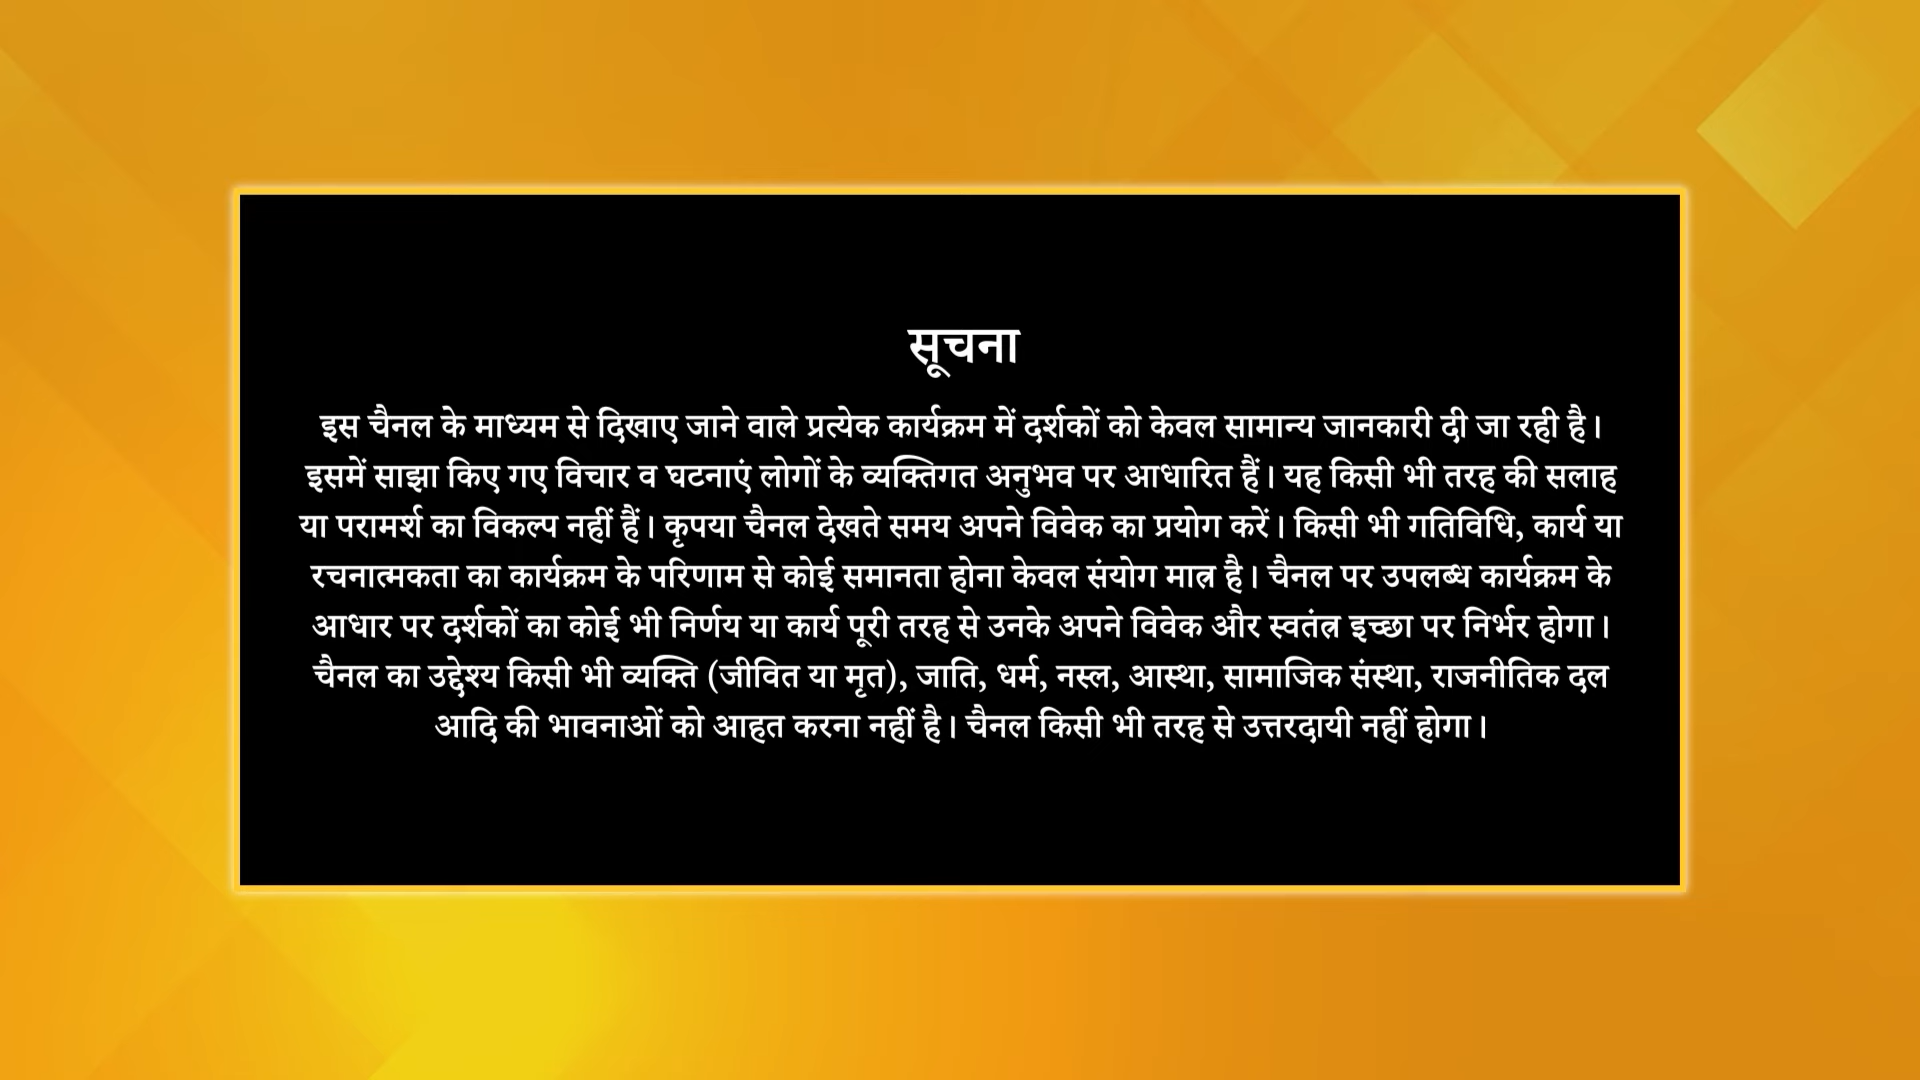 सूचना
इस चैनल के माध्यम से दिखाए जाने वाले प्रत्येक कार्यक्रम में दर्शकों को केवल सामान्य जानकारी दी जा रही है।
इसमें साझा किए गए विचार व घटनाएं लोगों के व्यक्तिगत अनुभव पर आधारित हैं। यह किसी भी तरह की सलाह
या परामर्श का विकल्प नहीं हैं। कृपया चैनल देखते समय अपने विवेक का प्रयोग करें। किसी भी गतिविधि, कार्य या
रचनात्मकता का कार्यक्रम के परिणाम से कोई समानता होना केवल संयोग मात्र है। चैनल पर उपलब्ध कार्यक्रम के
आधार पर दर्शकों का कोई भी निर्णय या कार्य पूरी तरह से उनके अपने विवेक और स्वतंत्र इच्छा पर निर्भर होगा।
चैनल का उद्देश्य किसी भी व्यक्ति (जीवित या मृत), जाति, धर्म, नस्ल, आस्था, सामाजिक संस्था, राजनीतिक दल
आदि की भावनाओं को आहत करना नहीं है। चैनल किसी भी तरह से उत्तरदायी नहीं होगा।